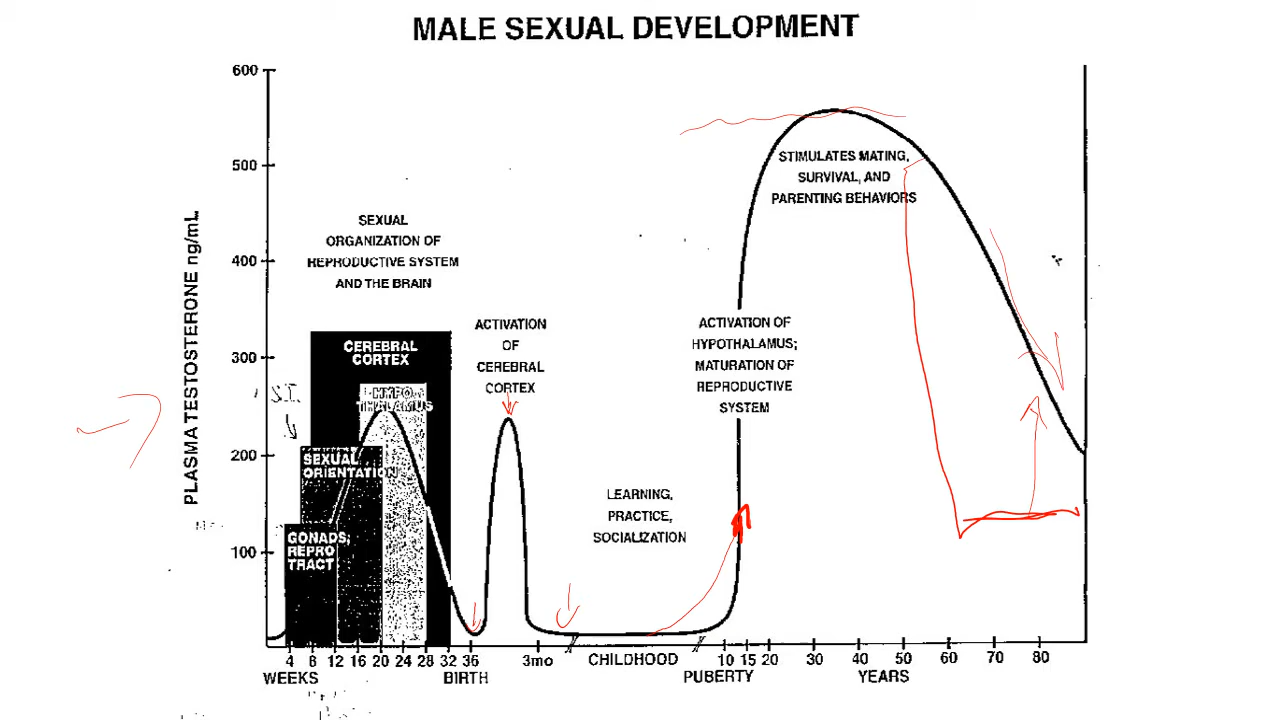 MALE SEXUAL DEVELOPMENT
PLASMA TESTOSTERONE ng/mL
600
500
400
300
200
100
SEXUAL
ORGANIZATION OF
REPRODUCTIVE SYSTEM
AND THE BRAIN
CEREBRAL
CORTEX
HYPO
THALAMUS
S.I.
SEXUAL
ORIENTATION
GONADS;
REPRO
TRACT
ACTIVATION
OF
CEREBRAL
CORTEX
LEARNING,
PRACTICE,
SOCIALIZATION
ACTIVATION OF
HYPOTHALAMUS;
MATURATION OF
REPRODUCTIVE
SYSTEM
STIMULATES MATING,
SURVIVAL, AND
PARENTING BEHAVIORS
4 8 12 16 20 24 28 32 36 3mo CHILDHOOD 10 15 20 30 40 50 60 70 80
WEEKS BIRTH PUBERTY YEARS